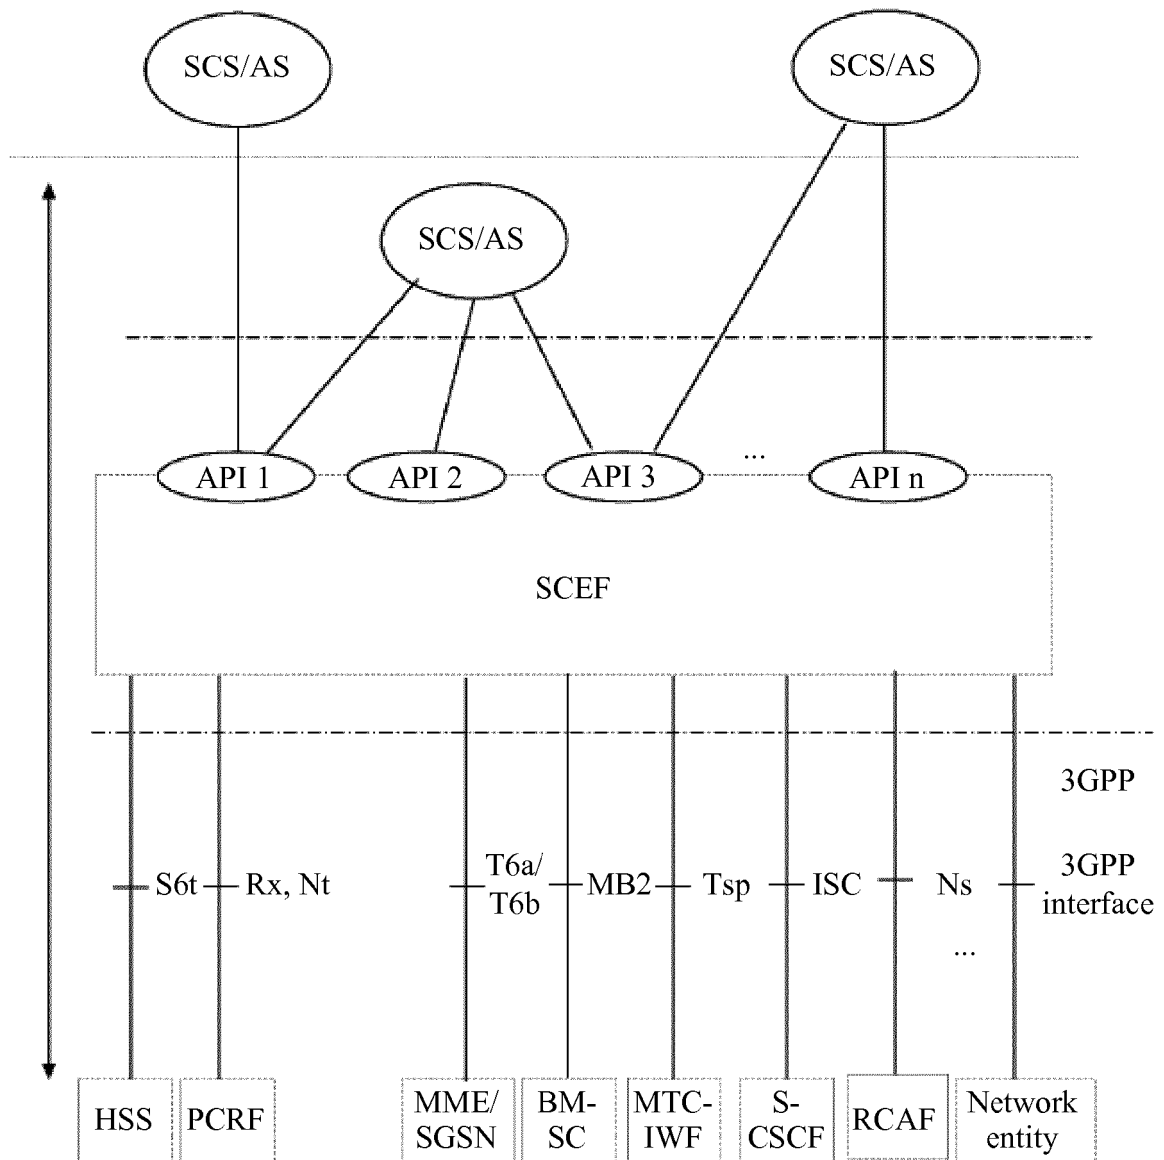 SCS/AS
SCS/AS
SCS/AS
API 1
API 2
API 3
...
API n
SCEF
3GPP
S6t
Rx, Nt
T6a/
T6b
MB2
Tsp
ISC
Ns
3GPP
interface
...
HSS
PCRF
MME/
SGSN
BM-
SC
MTC-
IWF
S-
CSCF
RCAF
Network
entity